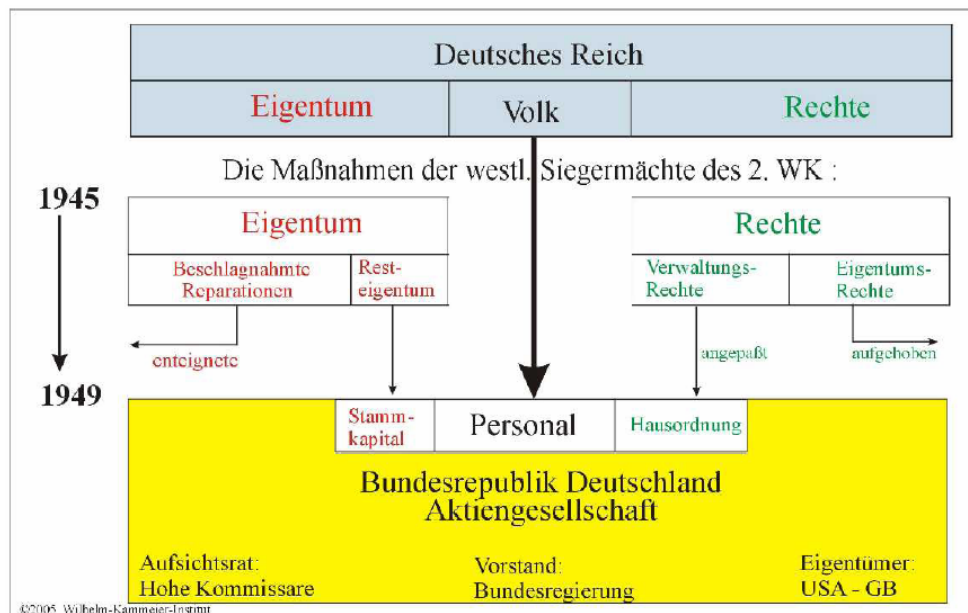 Deutsches Reich
Eigentum
Volk
Rechte
Die Maßnahmen der westl. Siegermächte des 2. WK :
1945
Eigentum
Rechte
Beschlagnahmte
Reparationen
Rest-
eigentum
Verwaltungs-
Rechte
Eigentums-
Rechte
enteignete
angepaßt
aufgehoben
1949
Stamm-
kapital
Personal
Hausordnung
Bundesrepublik Deutschland
Aktiengesellschaft
Aufsichtsrat:
Hohe Kommissare
Vorstand:
Bundesregierung
Eigentümer:
USA - GB
©2005 Wilhelm-Kammeier-Institut